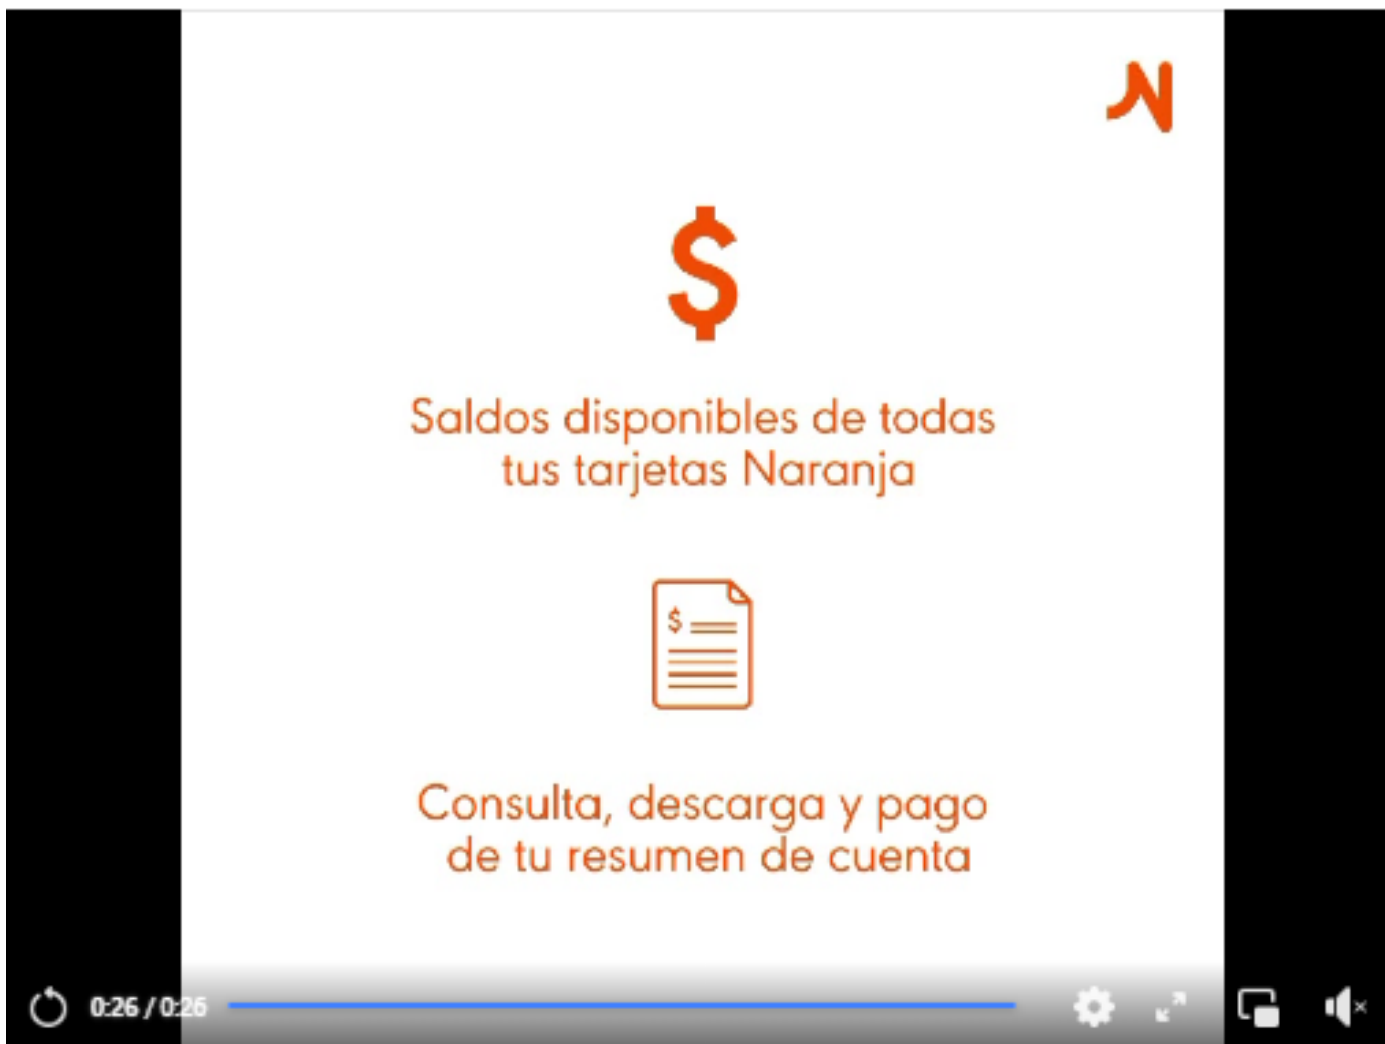 N
$
Saldos disponibles de todas
tus tarjetas Naranja
$
Consulta, descarga y pago
de tu resumen de cuenta
0:26 / 0:26